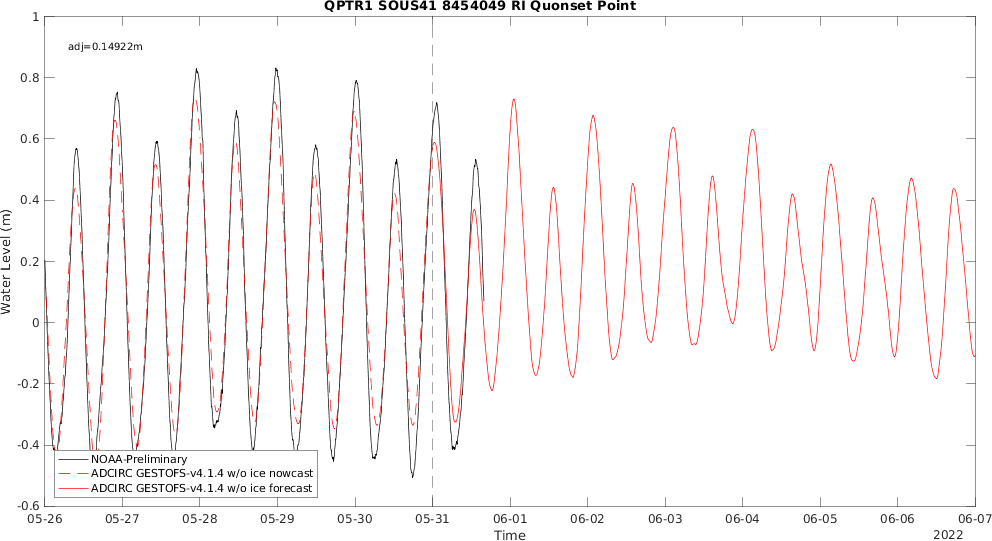 QPTR1 SOUS41 8454049 RI Quonset Point
1
adj=0.14922m
0.8
0.6
0.4
0.2
0
-0.2
-0.4
-0.6
Water Level (m)
NOAA-Preliminary
ADCIRC GESTOFS-v4.1.4 w/o ice nowcast
ADCIRC GESTOFS-v4.1.4 w/o ice forecast
05-26 05-27 05-28 05-29 05-30 05-31 06-01 06-02 06-03 06-04 06-05 06-06 06-07
Time
2022